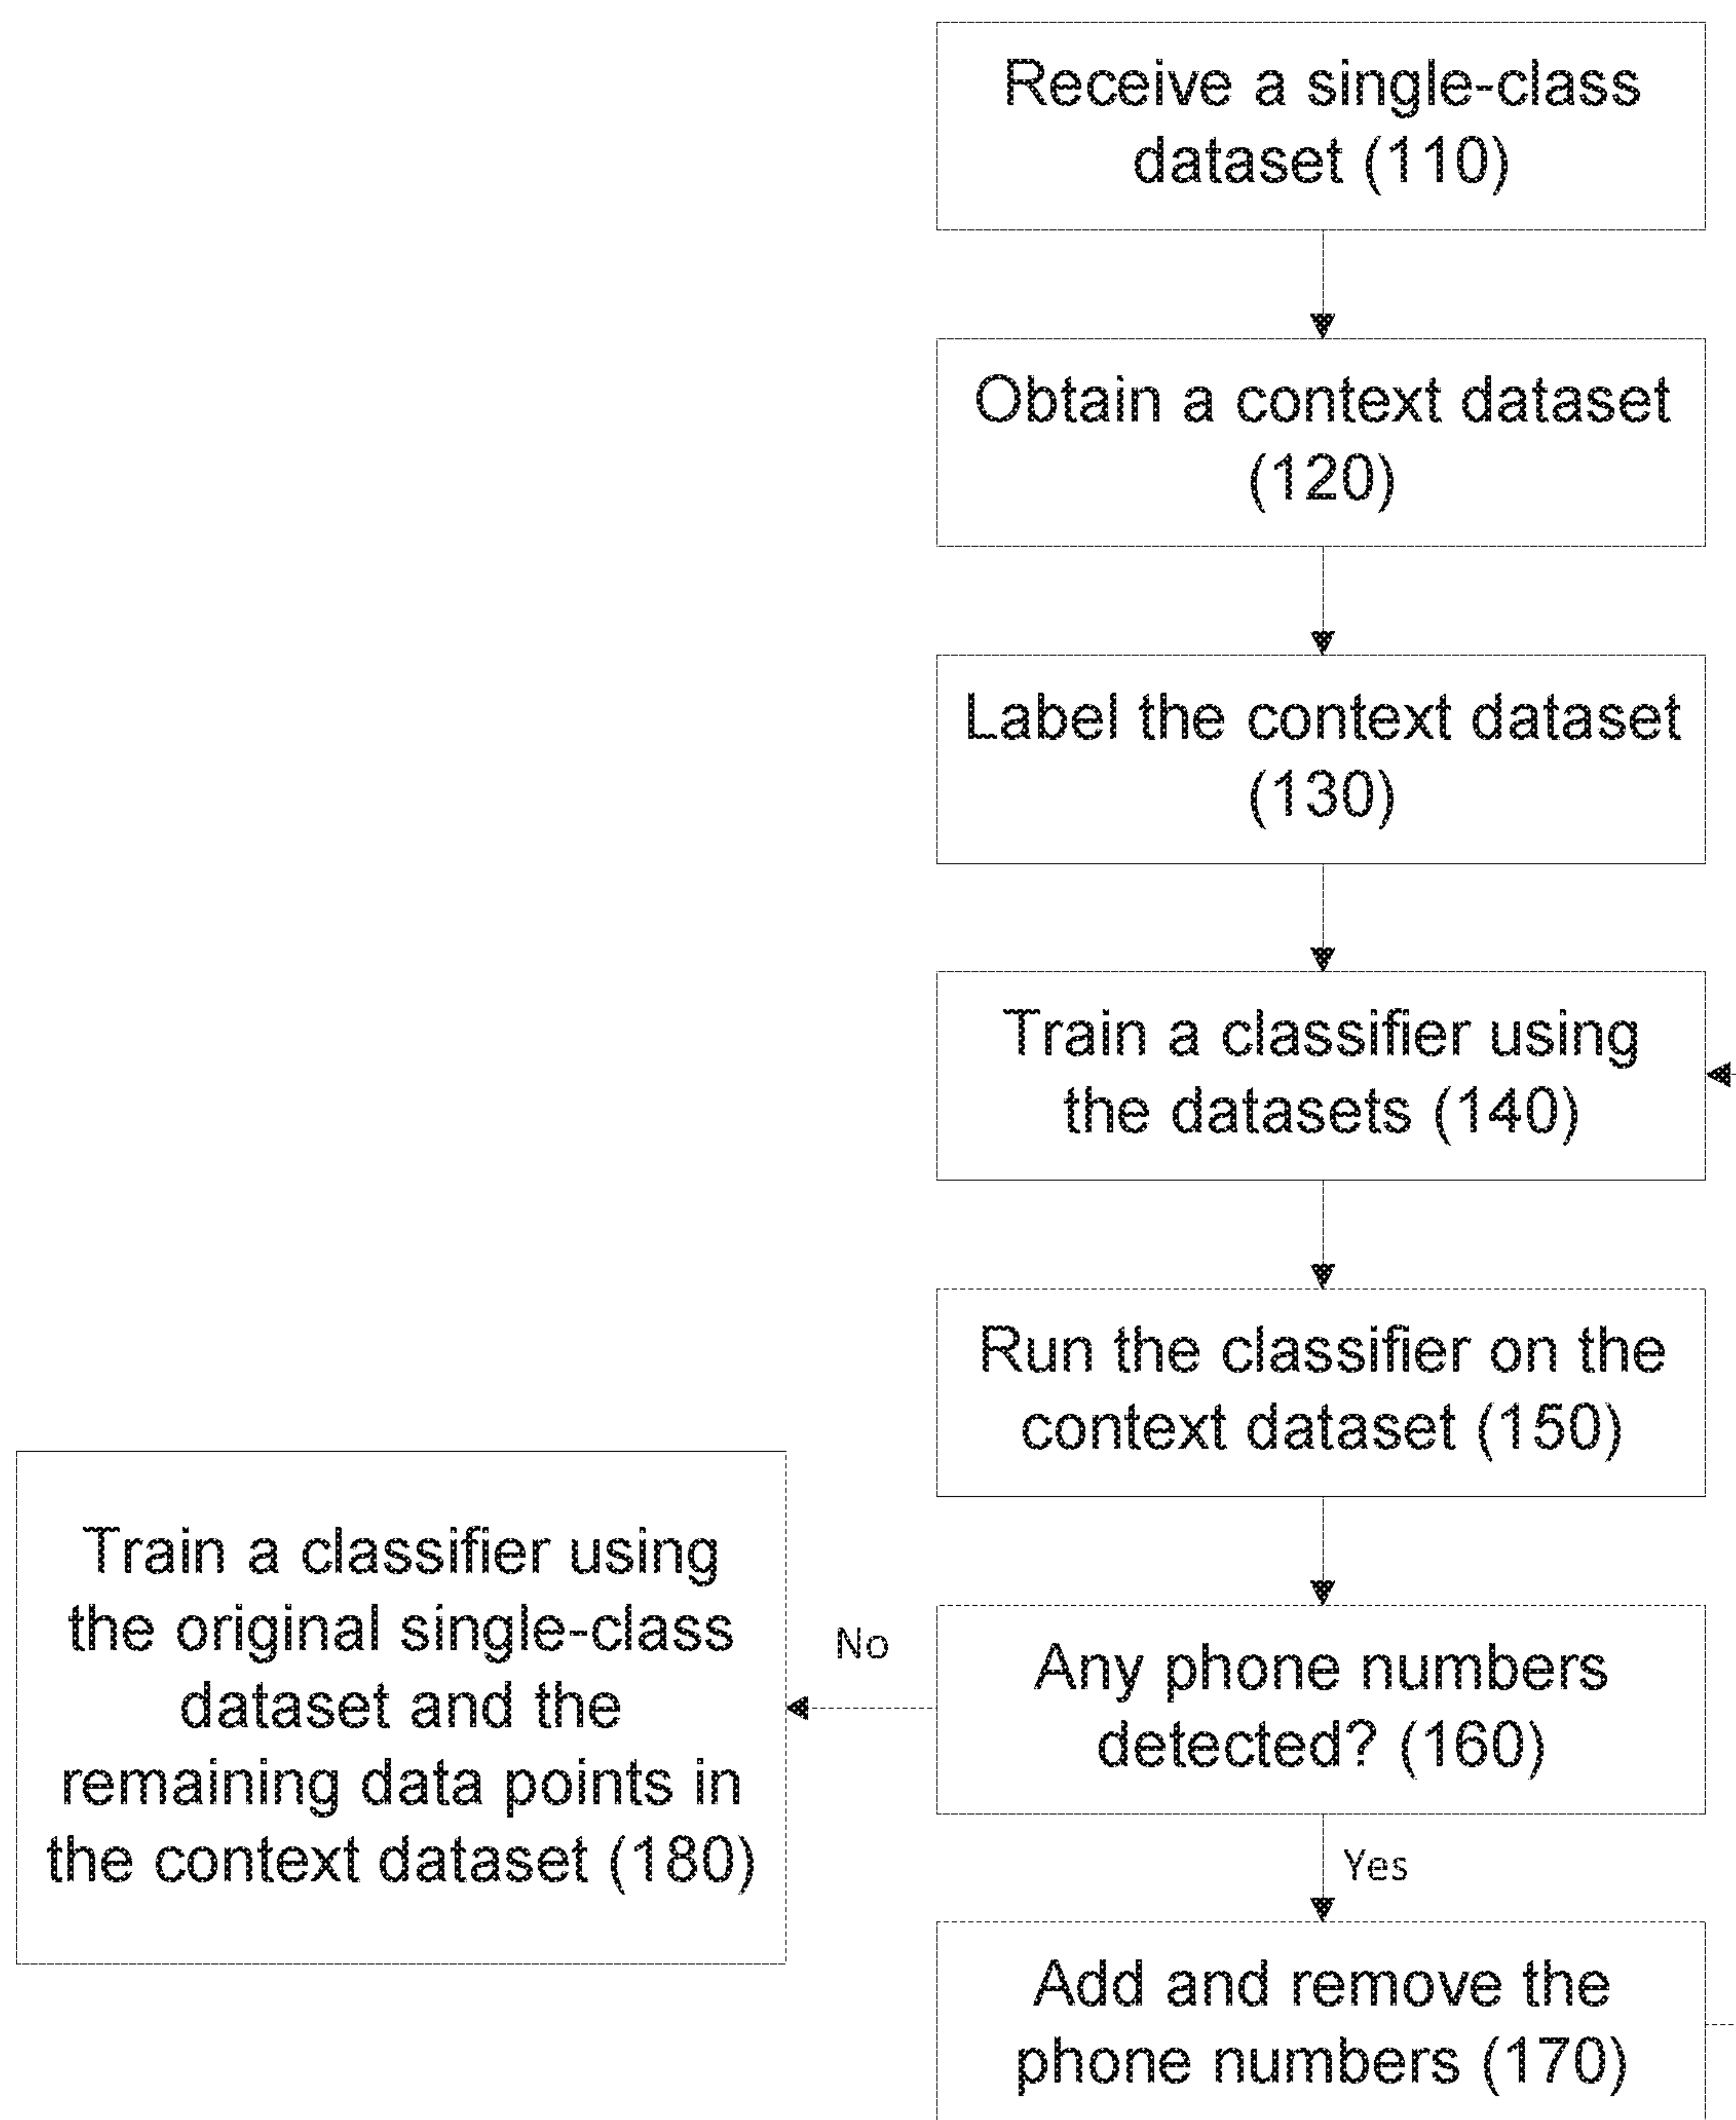 Receive a single-class
dataset (110)
Obtain a context dataset
(120)
Label the context dataset
(130)
Train a classifier using
the datasets (140)
Run the classifier on the
context dataset (150)
Any phone numbers
detected? (160)
No
Train a classifier using
the original single-class
dataset and the
remaining data points in
the context dataset (180)
Yes
Add and remove the
phone numbers (170)